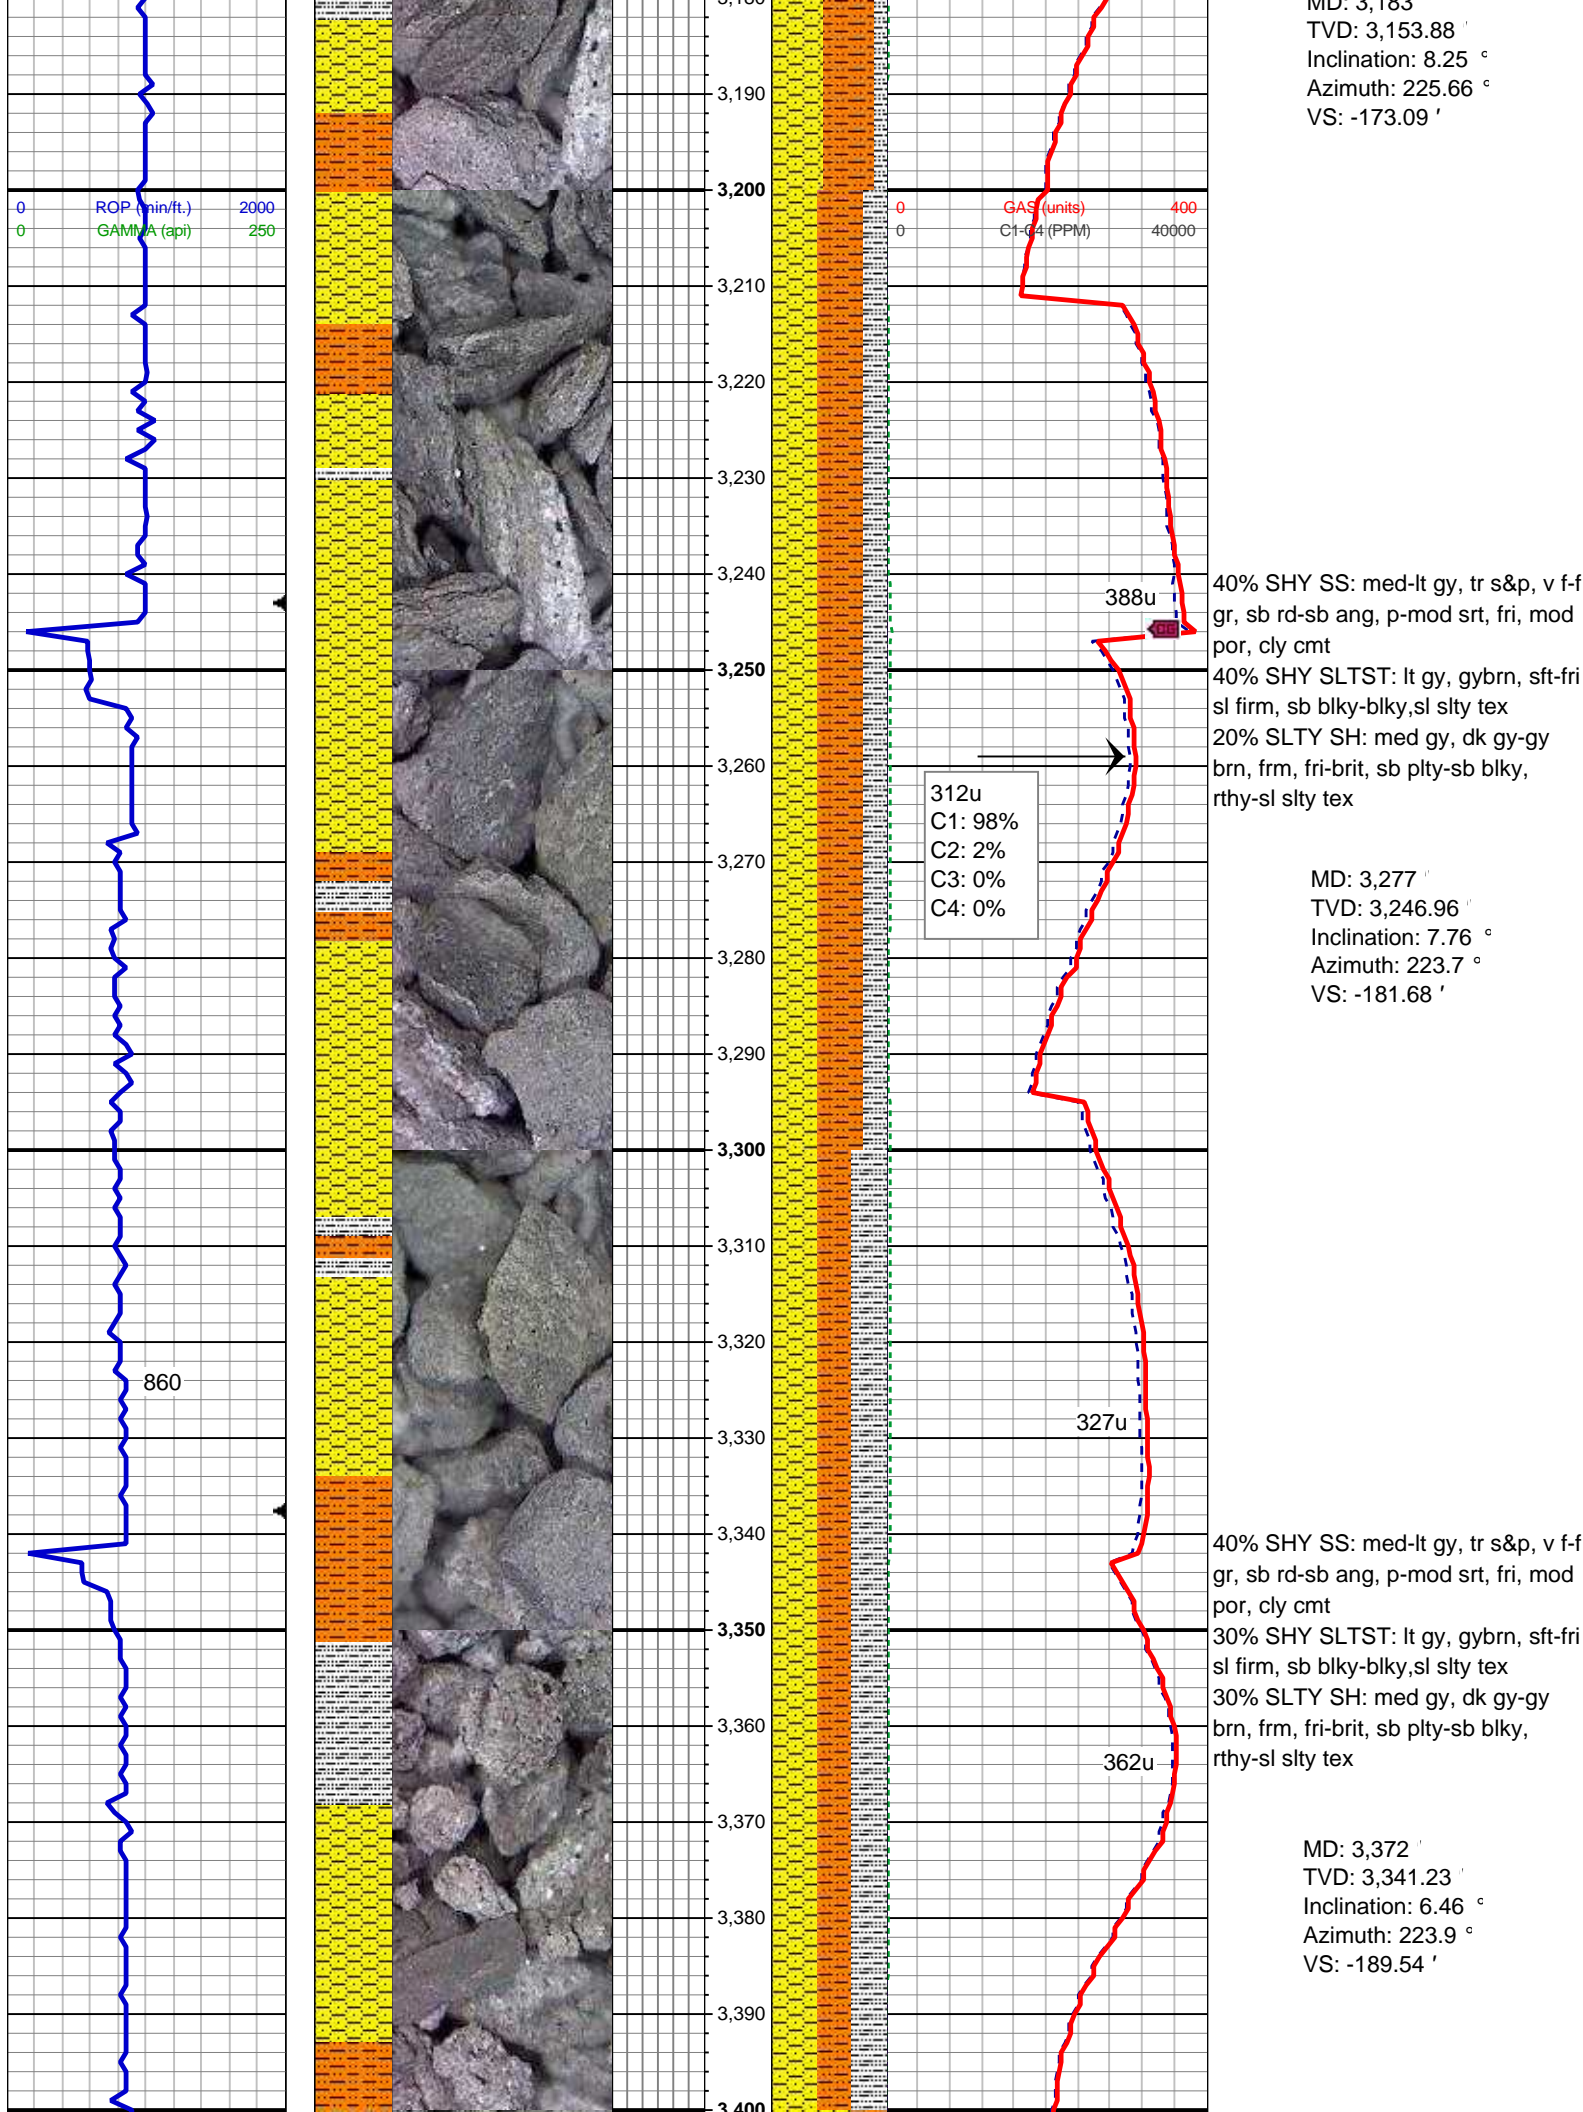 MD: 3,183
TVD: 3,153.88 '
Inclination: 8.25 °
Azimuth: 225.66 °
VS: -173.09 '
3,190
3,200
0 ROP (min/ft.) 2000
0 GAMMA (api) 250
0 GAS (units) 400
0 C1-C4 (PPM) 40000
3,210
3,220
3,230
3,240
388u
CG
40% SHY SS: med-lt gy, tr s&p, v f-f
gr, sb rd-sb ang, p-mod srt, fri, mod
por, cly cmt
40% SHY SLTST: lt gy, gybrn, sft-fri
sl firm, sb blky-blky,sl slty tex
20% SLTY SH: med gy, dk gy-gy
brn, frm, fri-brit, sb plty-sb blky,
rthy-sl slty tex
3,250
3,260
312u
C1: 98%
C2: 2%
C3: 0%
C4: 0%
3,270
MD: 3,277 '
TVD: 3,246.96 '
Inclination: 7.76 °
Azimuth: 223.7 °
VS: -181.68 '
3,280
3,290
3,300
3,310
3,320
860
327u
3,330
3,340
40% SHY SS: med-lt gy, tr s&p, v f-f
gr, sb rd-sb ang, p-mod srt, fri, mod
por, cly cmt
30% SHY SLTST: lt gy, gybrn, sft-fri
sl firm, sb blky-blky,sl slty tex
30% SLTY SH: med gy, dk gy-gy
brn, frm, fri-brit, sb plty-sb blky,
rthy-sl slty tex
3,350
3,360
362u
3,370
MD: 3,372 '
TVD: 3,341.23 '
Inclination: 6.46 °
Azimuth: 223.9 °
VS: -189.54 '
3,380
3,390
3,400